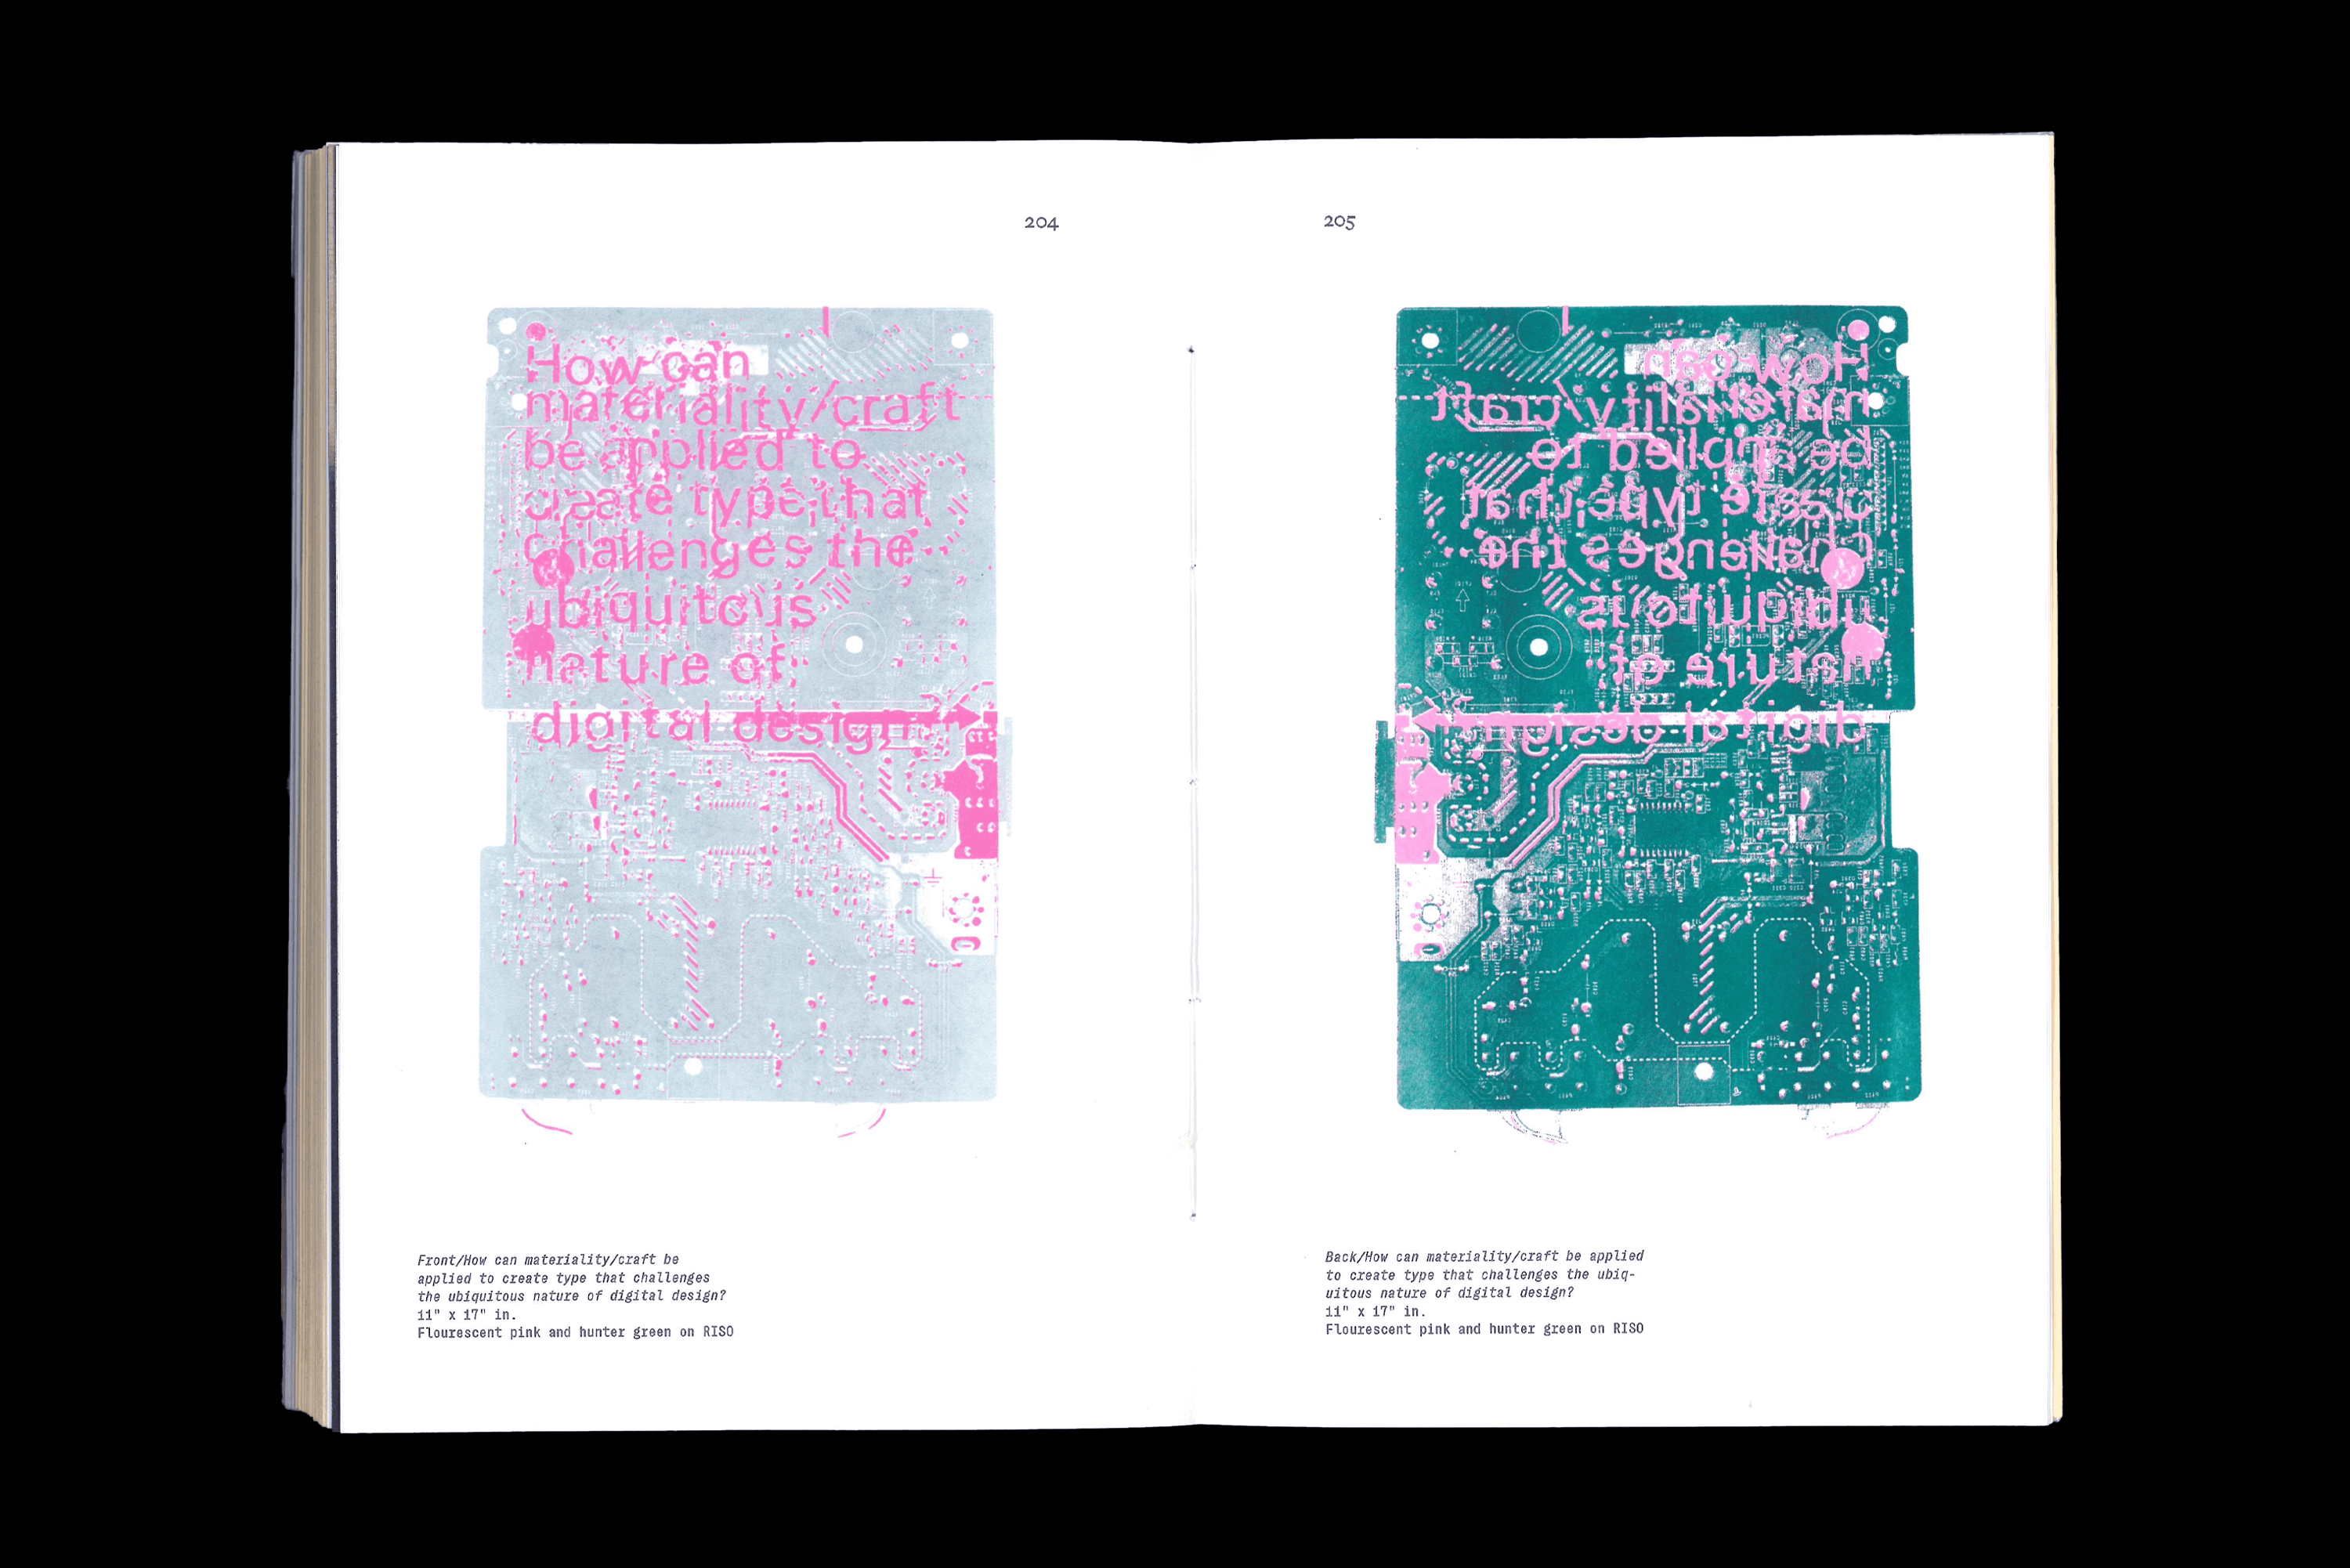 204
How can
materiality/craft
be applied to
create type that
challenges the
ubiquitous
nature of
digital design
Front/How can materiality/craft be
applied to create type that challenges
the ubiquitous nature of digital design?
11" x 17" in.
Flourescent pink and hunter green on RISO
205
How can
materiality/craft
be applied to
create type that
challenges the
ubiquitous
nature of
digital design
Back/How can materiality/craft be applied
to create type that challenges the ubiq-
uitous nature of digital design?
11" x 17" in.
Flourescent pink and hunter green on RISO